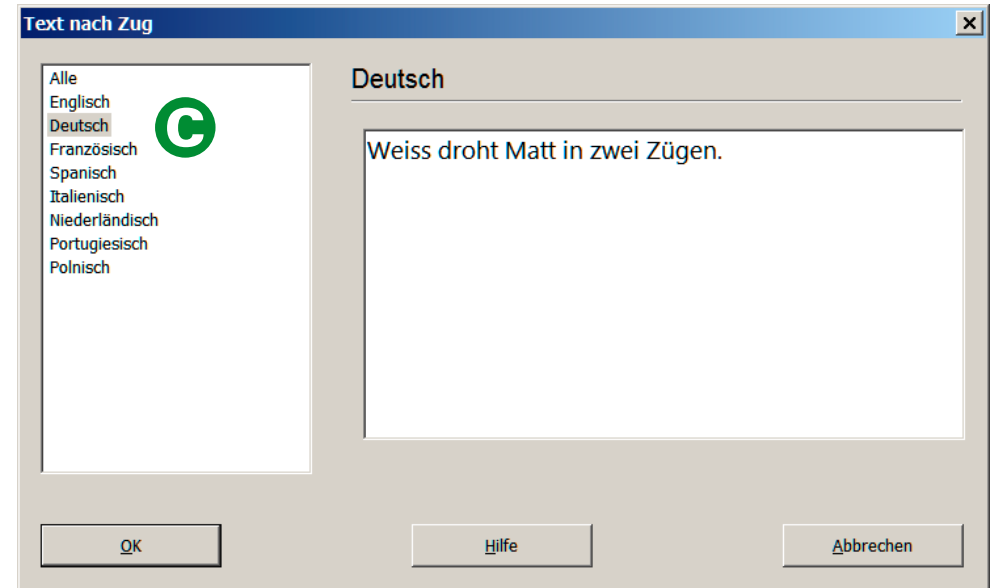 Text nach Zug
Alle
Englisch
Deutsch
Französisch
Spanisch
Italienisch
Niederländisch
Portugiesisch
Polnisch
C
Deutsch
Weiss droht Matt in zwei Zügen.
OK
Hilfe
Abbrechen